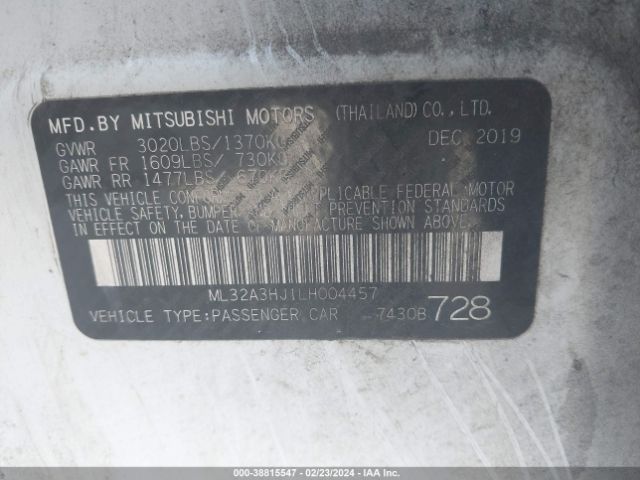 MFD.BY MITSUBISHI MOTORS (THAILAND) CO., LTD.
GVWR 3020LBS/1370KG DEC 2019
GAWR FR 1609LBS/ 730KG
GAWR RR 1477LBS/ 670KG
THIS VEHICLE CONFORMS APPLICABLE FEDERAL MOTOR
VEHICLE SAFETY, BUMPER PREVENTION STANDARDS
IN EFFECT ON THE DATE OF MANUFACTURE SHOWN ABOVE.
ML32A3HJ1LH004457
VEHICLE TYPE:PASSENGER CAR 7430B 728
000-38815547 - 02/23/2024 - IAA Inc.